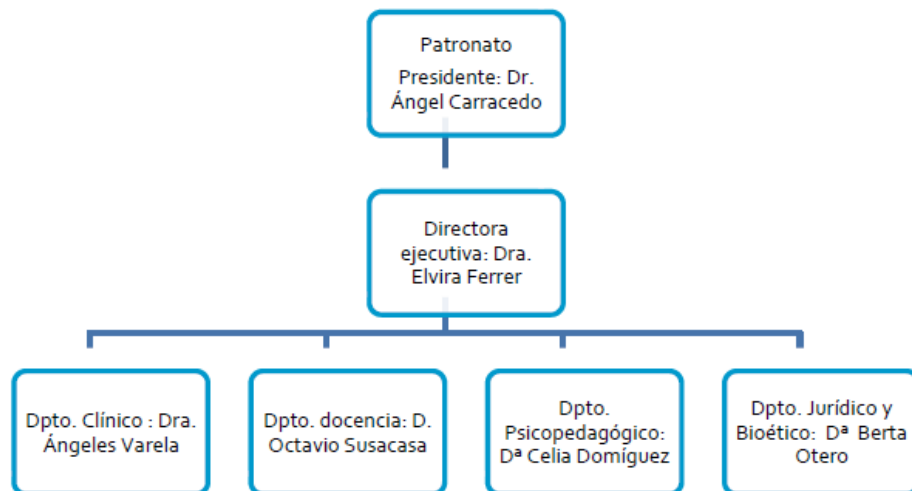 Patronato
Presidente: Dr.
Ángel Carracedo
Directora
ejecutiva: Dra.
Elvira Ferrer
Dpto. Clínico : Dra.
Ángeles Varela
Dpto. docencia: D.
Octavio Susacasa
Dpto.
Psicopedagógico:
Dª Celia Domíguez
Dpto. Jurídico y
Bioético: Dª Berta
Otero